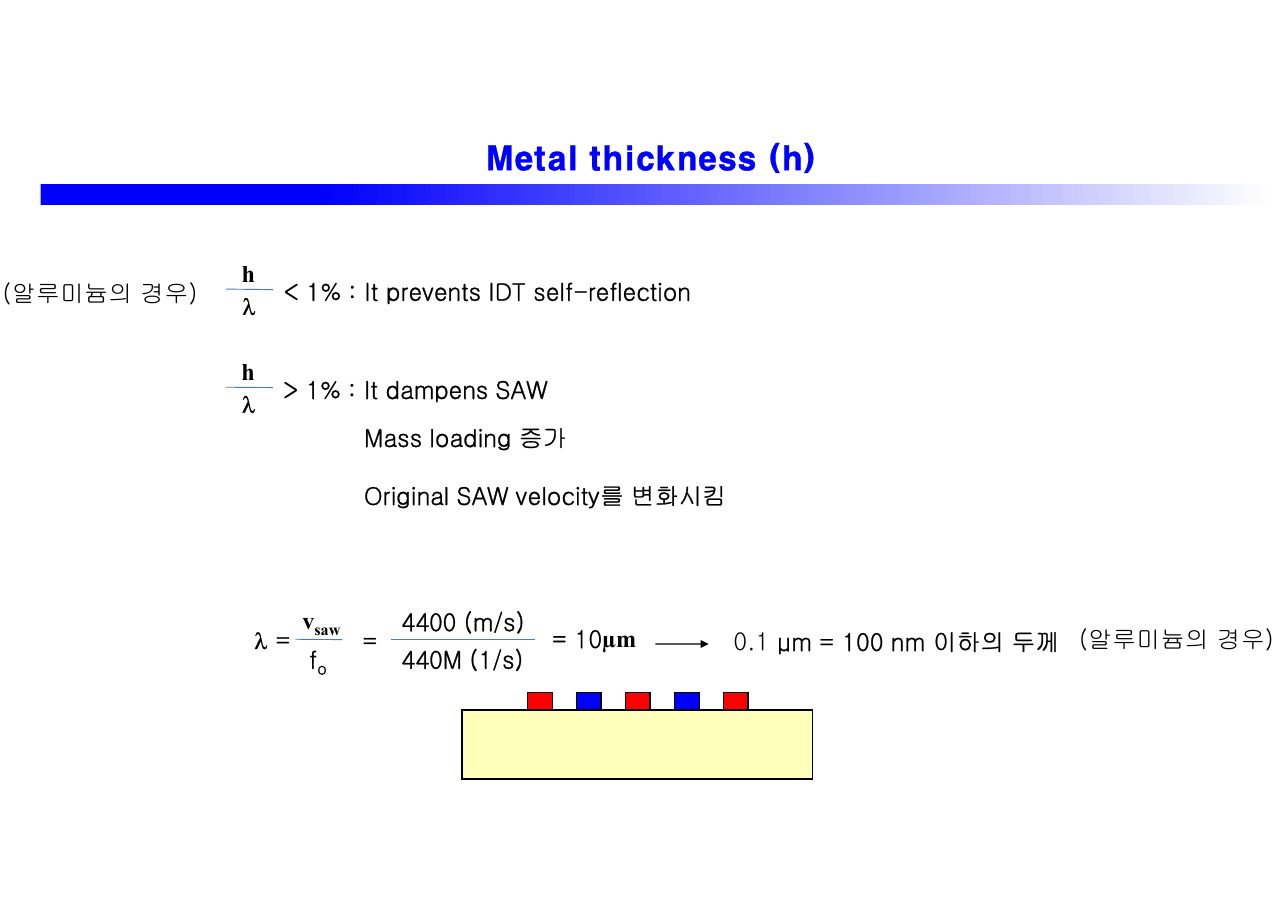 Metal thickness (h)
(알루미늄의 경우) h/λ < 1% : It prevents IDT self-reflection
h/λ > 1% : It dampens SAW
Mass loading 증가
Original SAW velocity를 변화시킴
λ = v_saw/f_o = 4400 (m/s)/440M (1/s) = 10μm → 0.1 μm = 100 nm 이하의 두께 (알루미늄의 경우)